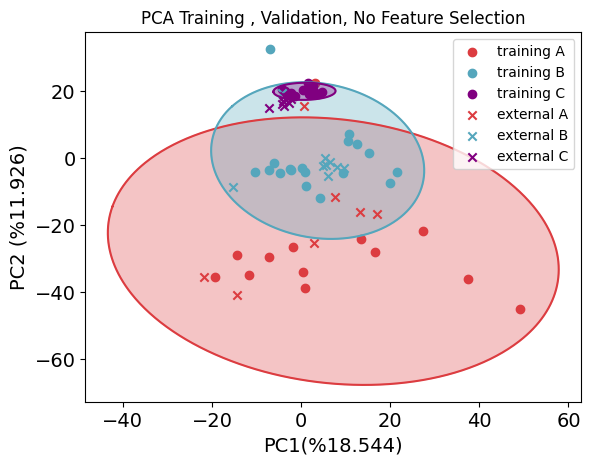 PCA Training , Validation, No Feature Selection
training A
training B
training C
external A
external B
external C
PC2 (%11.926)
20
0
−20
−40
−60
−40
−20
0
20
40
60
PC1(%18.544)